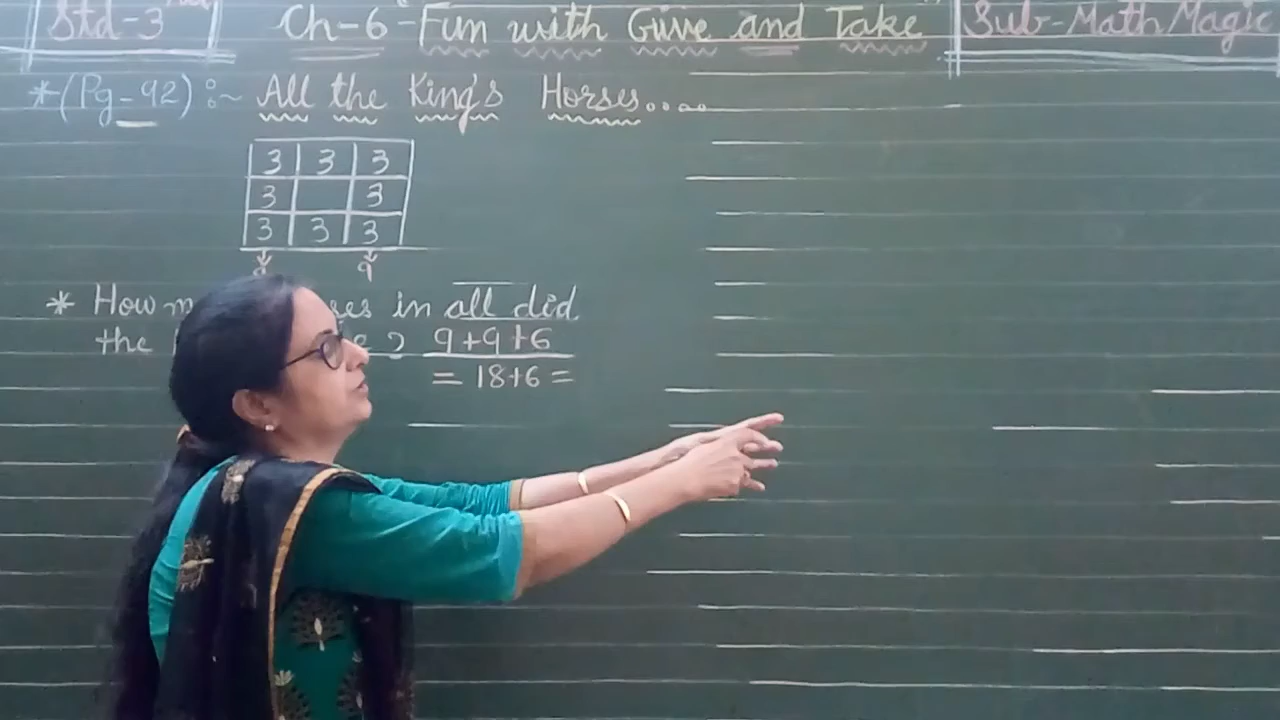 Std-3 Ch-6 - Fun with Give and Take Sub-Math Magic
* (Pg-92) :~ All the King's Horses....
3 3 3
3 3
3 3 3
9 9
* How in all did
the ? 9+9+6
= 18+6 =